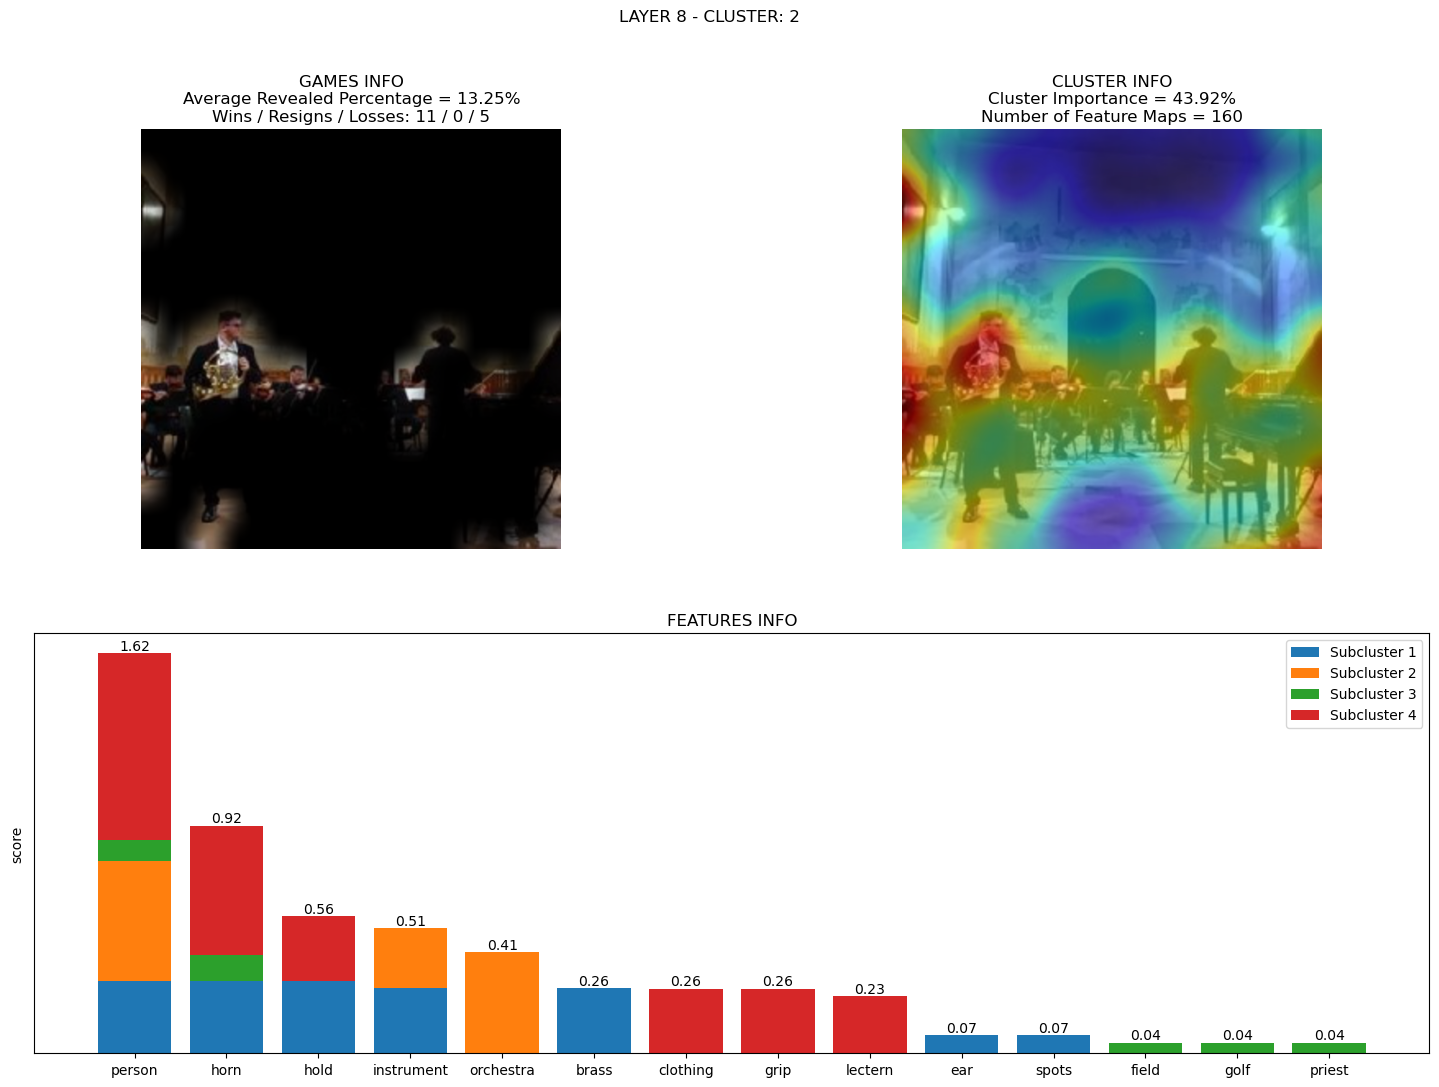 LAYER 8 - CLUSTER: 2
GAMES INFO
Average Revealed Percentage = 13.25%
Wins / Resigns / Losses: 11 / 0 / 5
CLUSTER INFO
Cluster Importance = 43.92%
Number of Feature Maps = 160
FEATURES INFO
score
1.62
0.92
0.56
0.51
0.41
0.26
0.26
0.26
0.23
0.07
0.07
0.04
0.04
0.04
Subcluster 1
Subcluster 2
Subcluster 3
Subcluster 4
person
horn
hold
instrument
orchestra
brass
clothing
grip
lectern
ear
spots
field
golf
priest